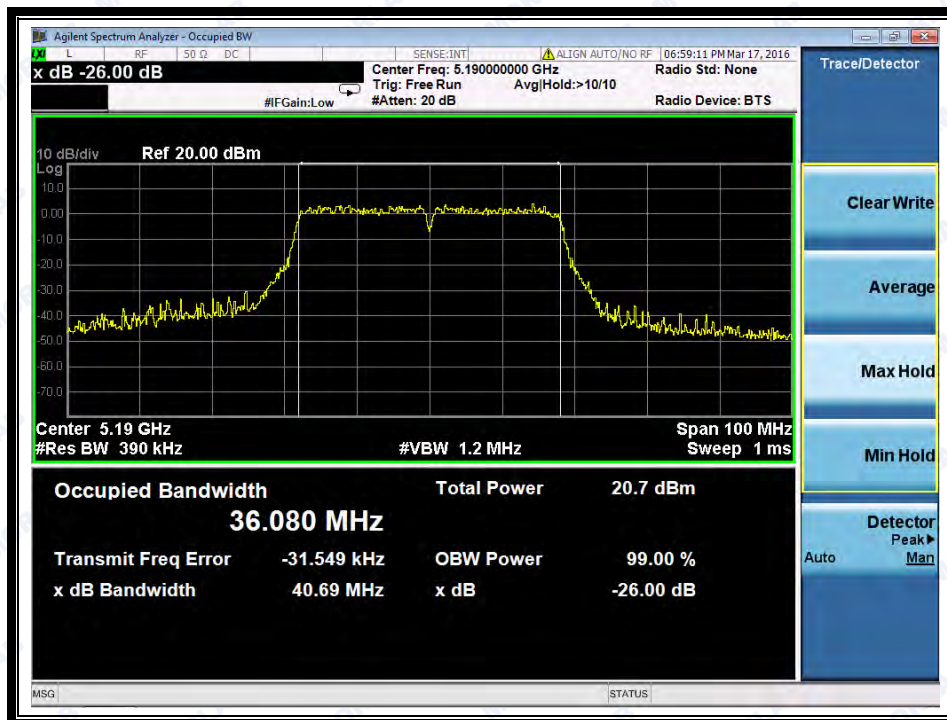 Agilent Spectrum Analyzer - Occupied BW
LXI L RF 50 Ω DC SENSE:INT ALIGN AUTO/NO RF 06:59:11 PM Mar 17, 2016
x dB -26.00 dB
Center Freq: 5.190000000 GHz Radio Std: None
Trig: Free Run Avg|Hold:>10/10
#IFGain:Low #Atten: 20 dB Radio Device: BTS
10 dB/div Ref 20.00 dBm
Log
10.0
0.00
-10.0
-20.0
-30.0
-40.0
-50.0
-60.0
-70.0
Center 5.19 GHz Span 100 MHz
#Res BW 390 kHz #VBW 1.2 MHz Sweep 1 ms
Occupied Bandwidth Total Power 20.7 dBm
36.080 MHz
Transmit Freq Error -31.549 kHz OBW Power 99.00 %
x dB Bandwidth 40.69 MHz x dB -26.00 dB
MSG STATUS
Trace/Detector
Clear Write
Average
Max Hold
Min Hold
Detector
Peak▶
Auto Man